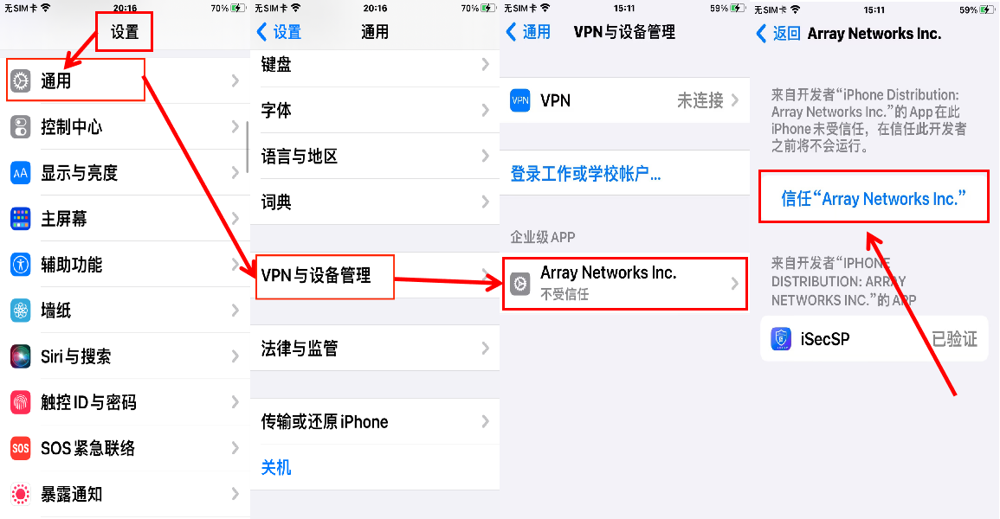 无SIM卡
20:16
70%
设置
通用
控制中心
AA
显示与亮度
主屏幕
辅助功能
墙纸
Siri与搜索
触控ID与密码
SOS
SOS紧急联络
暴露通知
无SIM卡
20:16
70%
设置
通用
键盘
字体
语言与地区
词典
VPN与设备管理
法律与监管
传输或还原iPhone
关机
无SIM卡
15:11
59%
通用
VPN与设备管理
VPN
VPN
未连接
登录工作或学校帐户...
企业级 APP
Array Networks Inc.
不受信任
无SIM卡
15:11
59%
返回
Array Networks Inc.
来自开发者“iPhone Distribution:
Array Networks Inc.”的 App在此
iPhone未受信任，在信任此开发者
之前将不会运行。
信任“Array Networks Inc.”
来自开发者“IPHONE
DISTRIBUTION: ARRAY
NETWORKS INC.”的 APP
iSecSP
已验证